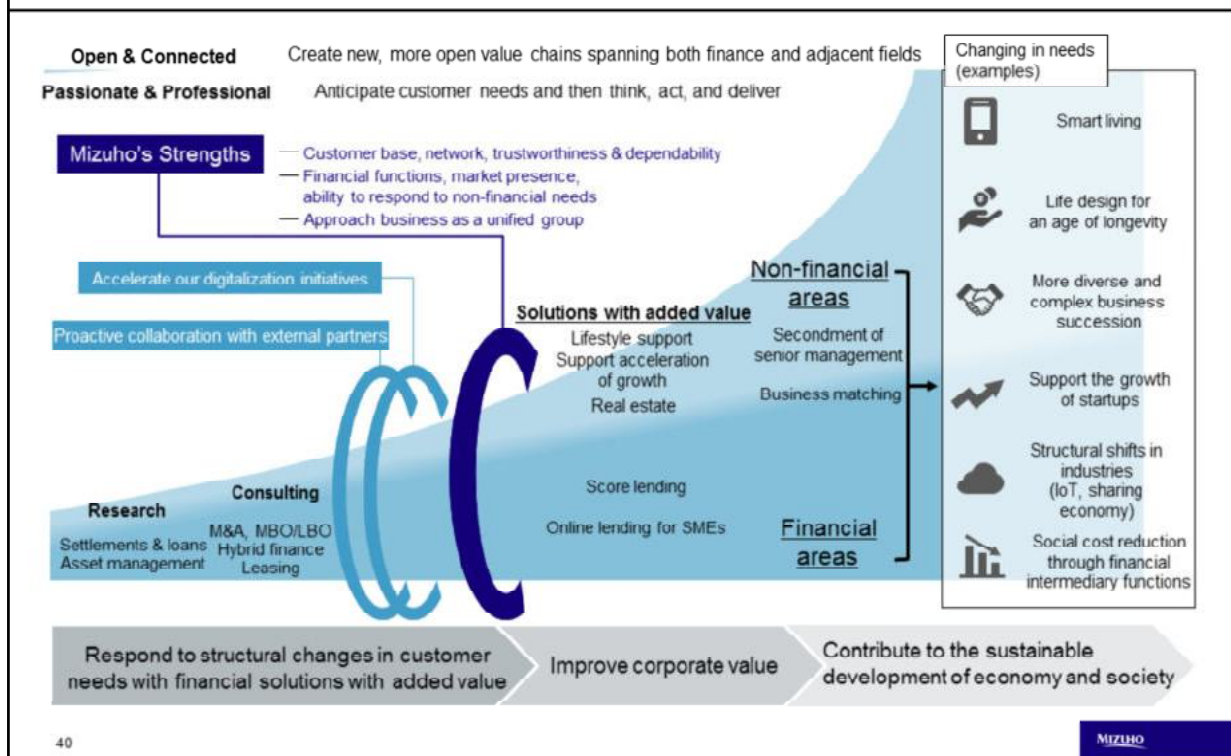 Open & Connected
Create new, more open value chains spanning both finance and adjacent fields
Passionate & Professional
Anticipate customer needs and then think, act, and deliver
Mizuho's Strengths
Customer base, network, trustworthiness & dependability
Financial functions, market presence,
ability to respond to non-financial needs
Approach business as a unified group
Accelerate our digitalization initiatives
Proactive collaboration with external partners
Research
Settlements & loans
Asset management
Consulting
M&A, MBO/LBO
Hybrid finance
Leasing
Solutions with added value
Lifestyle support
Support acceleration
of growth
Real estate
Score lending
Online lending for SMEs
Non-financial
areas
Secondment of
senior management
Business matching
Financial
areas
Changing in needs
(examples)
Smart living
Life design for
an age of longevity
More diverse and
complex business
succession
Support the growth
of startups
Structural shifts in
industries
(IoT, sharing
economy)
Social cost reduction
through financial
intermediary functions
Respond to structural changes in customer
needs with financial solutions with added value
Improve corporate value
Contribute to the sustainable
development of economy and society
40
MIZUHO